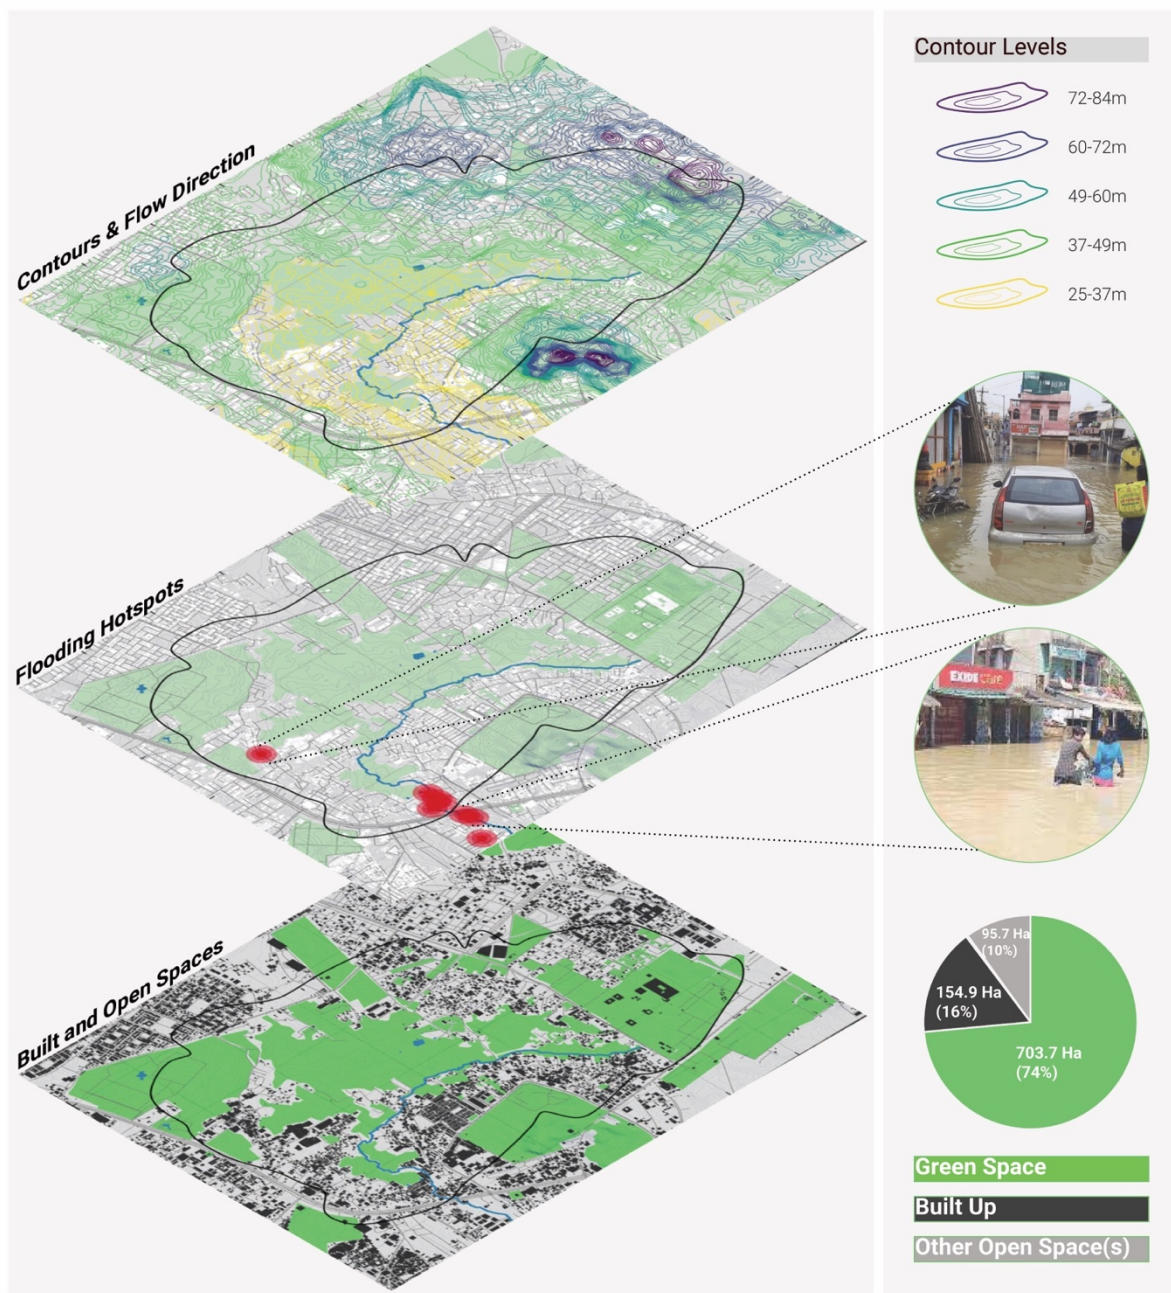 Contours & Flow Direction
Flooding Hotspots
Built and Open Spaces
Contour Levels
72-84m
60-72m
49-60m
37-49m
25-37m
EXIDE Care
95.7 Ha
(10%)
154.9 Ha
(16%)
703.7 Ha
(74%)
Green Space
Built Up
Other Open Space(s)